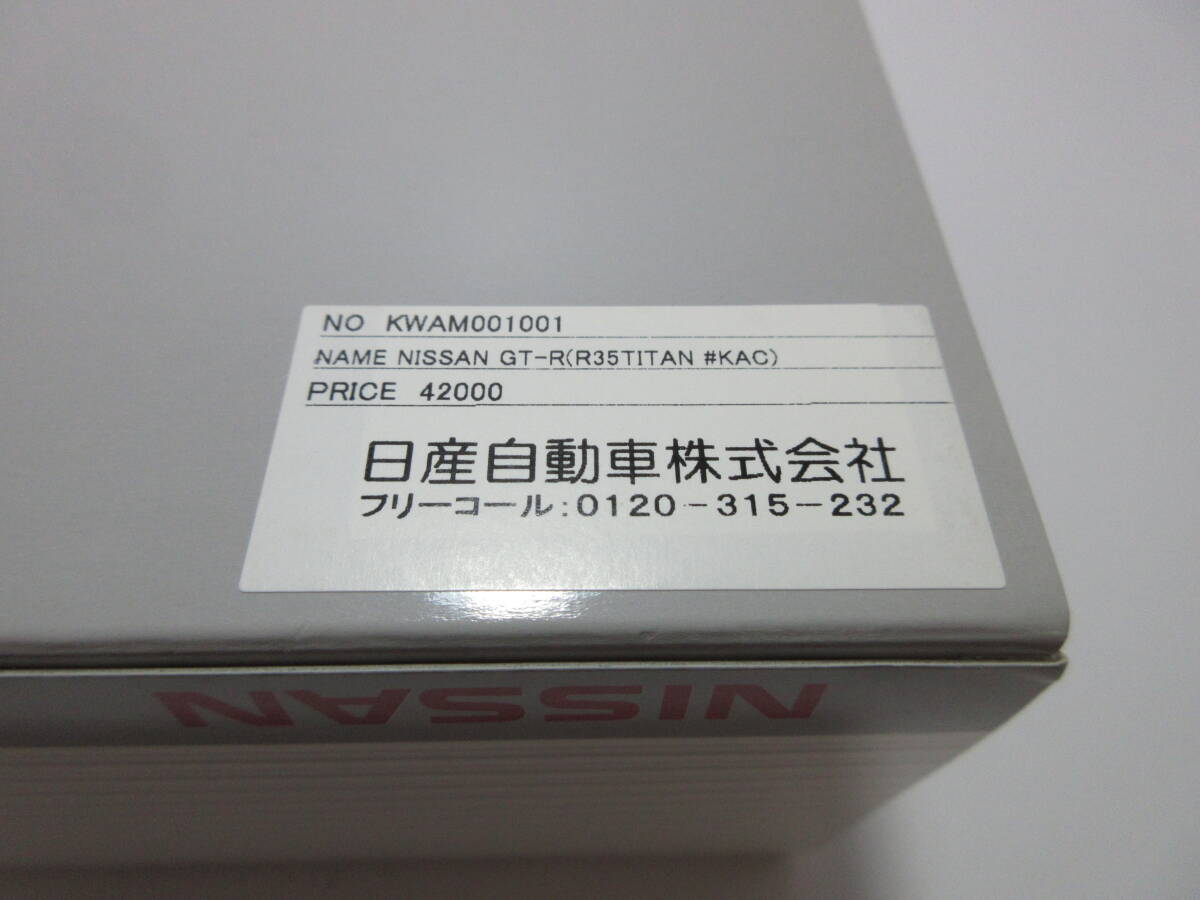 NO KWAM001001
NAME NISSAN GT-R(R35TITAN #KAC)
PRICE 42000
日産自動車株式会社
フリーコール:0120-315-232
NISSAN